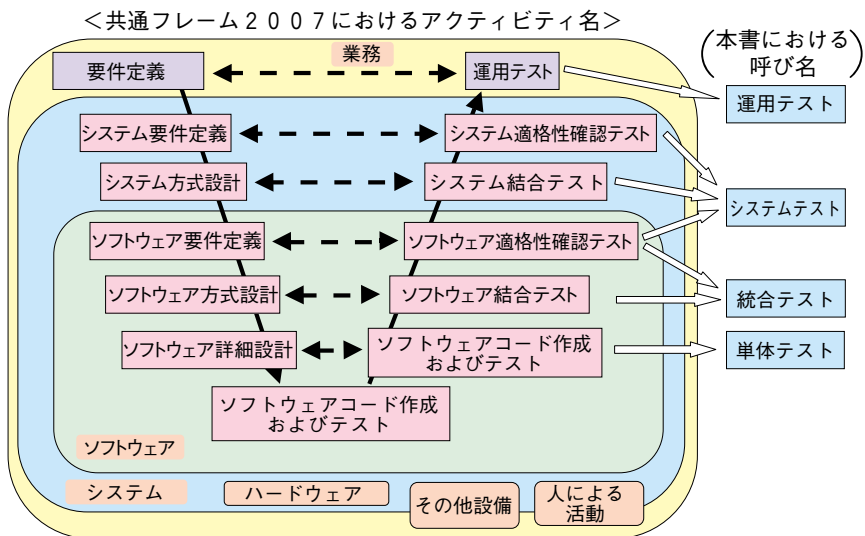 ＜共通フレーム２００７におけるアクティビティ名＞
業務
（本書における
呼び名）
要件定義
運用テスト
運用テスト
システム要件定義
システム適格性確認テスト
システム方式設計
システム結合テスト
システムテスト
ソフトウェア要件定義
ソフトウェア適格性確認テスト
ソフトウェア方式設計
ソフトウェア結合テスト
統合テスト
ソフトウェア詳細設計
ソフトウェアコード作成
およびテスト
単体テスト
ソフトウェアコード作成
およびテスト
ソフトウェア
システム
ハードウェア
その他設備
人による
活動